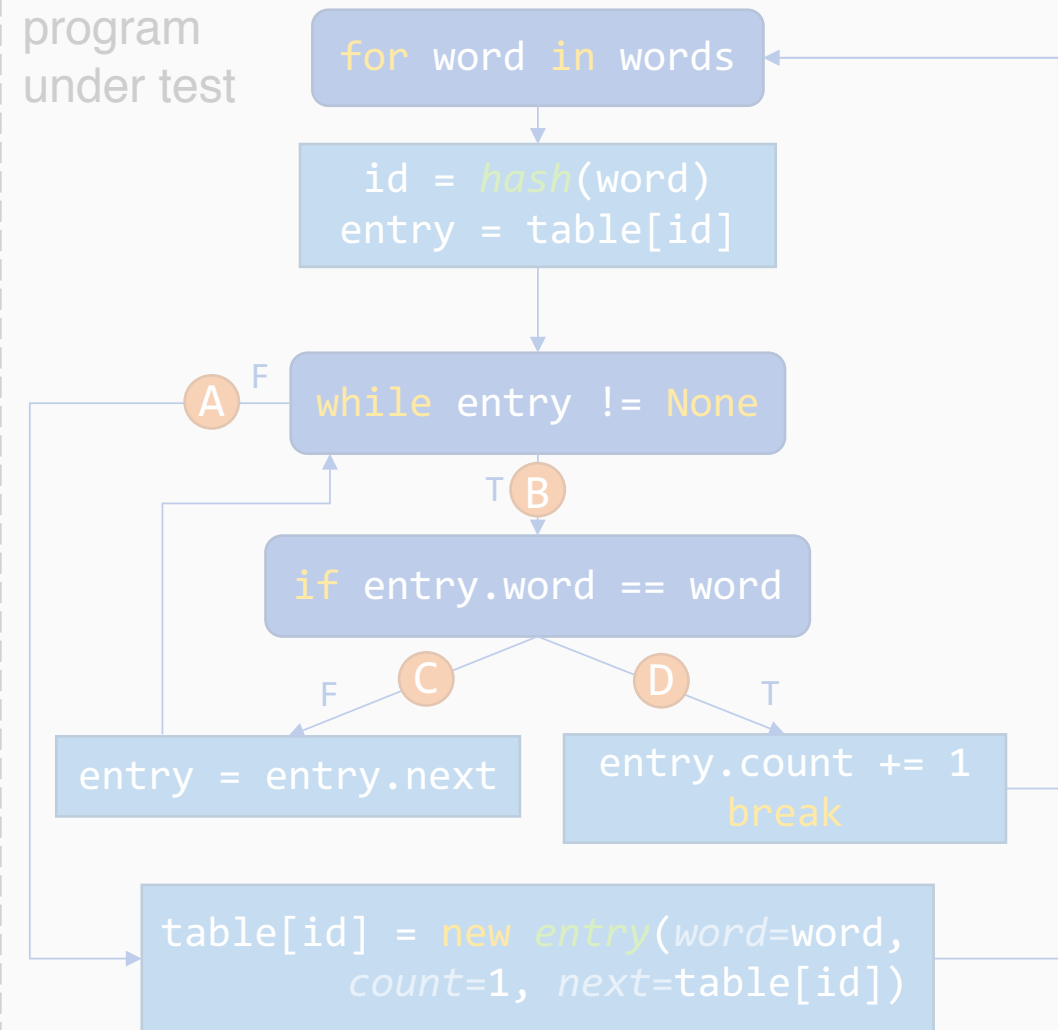 program
under test
for word in words
id = hash(word)
entry = table[id]
F
A
while entry != None
T
B
if entry.word == word
C
D
F
T
entry = entry.next
entry.count += 1
break
table[id] = new entry(word=word,
count=1, next=table[id])